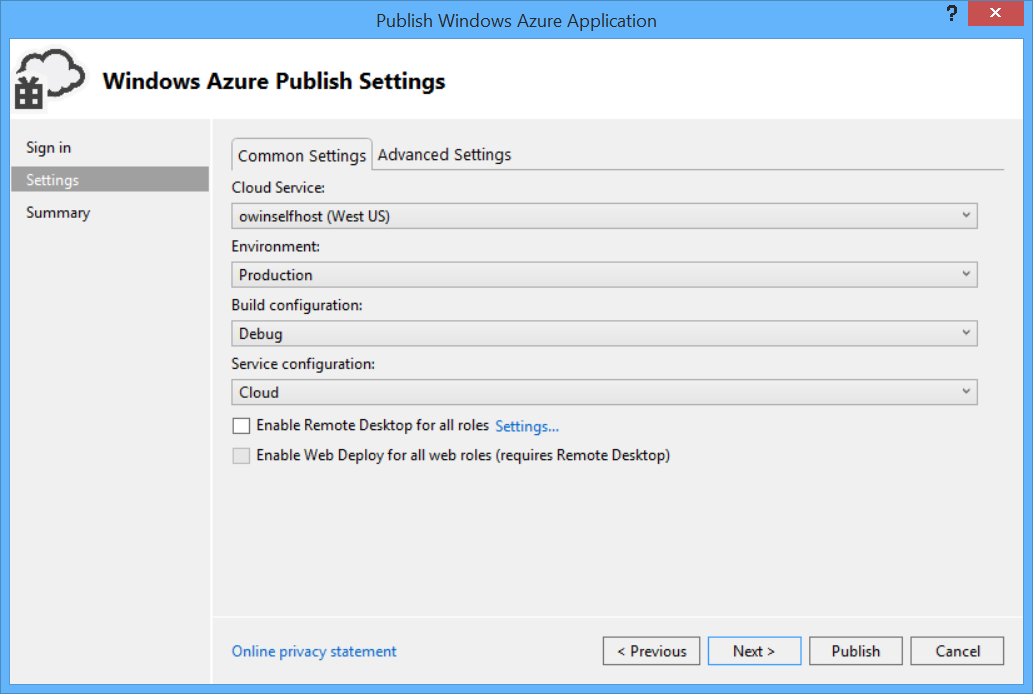 Publish Windows Azure Application
?
Windows Azure Publish Settings
Sign in
Settings
Summary
Common Settings
Advanced Settings
Cloud Service:
owinselfhost (West US)
Environment:
Production
Build configuration:
Debug
Service configuration:
Cloud
Enable Remote Desktop for all roles Settings...
Enable Web Deploy for all web roles (requires Remote Desktop)
Online privacy statement
< Previous
Next >
Publish
Cancel